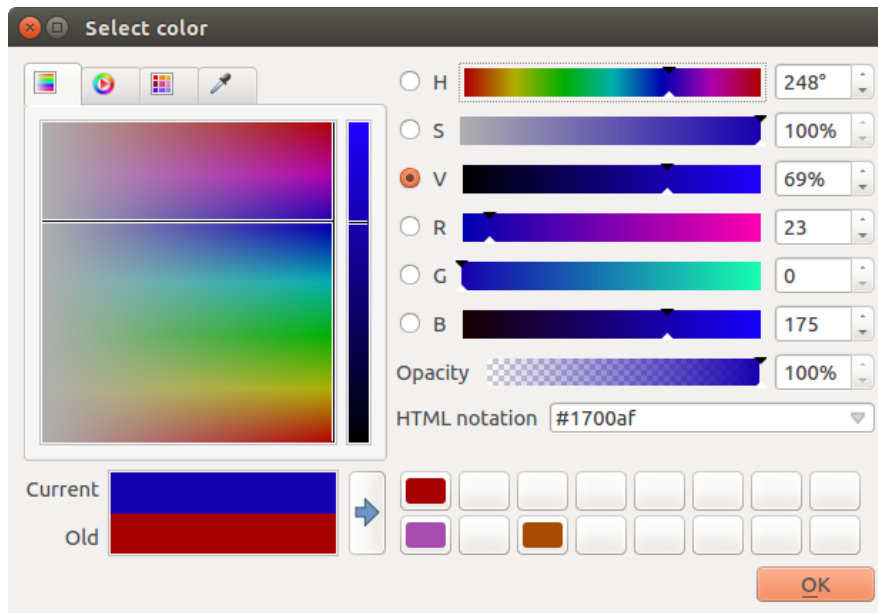 Select color
H 248°
S 100%
V 69%
R 23
G 0
B 175
Opacity 100%
HTML notation #1700af
Current
Old
OK